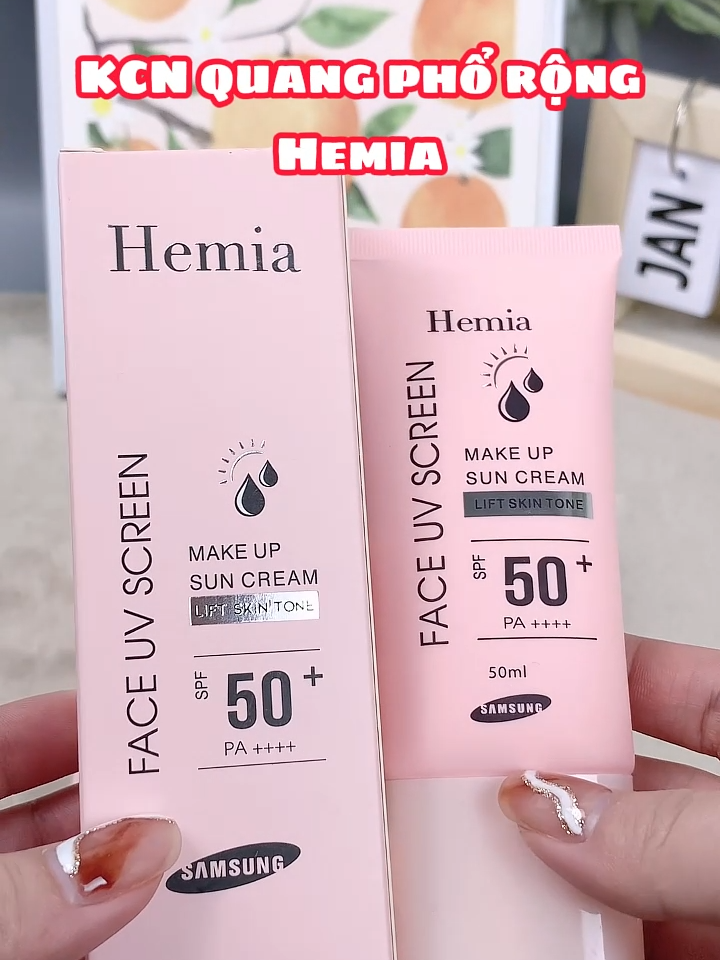 KCN QUANG PHỔ RỘNG
HEMIA
JAN
Hemia
FACE UV SCREEN
MAKE UP
SUN CREAM
LIFT SKIN TONE
SPF 50+
PA ++++
SAMSUNG
Hemia
FACE UV SCREEN
MAKE UP
SUN CREAM
LIFT SKIN TONE
SPF 50+
PA ++++
50ml
SAMSUNG